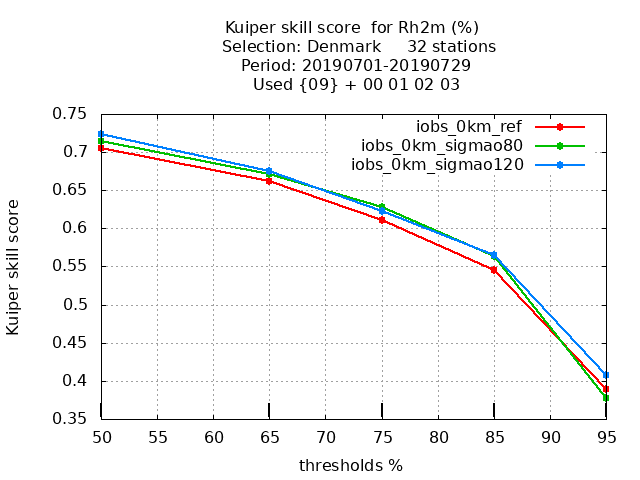 Kuiper skill score  for Rh2m (%)
Selection: Denmark     32 stations
Period: 20190701-20190729
Used {09} + 00 01 02 03
iobs_0km_ref
iobs_0km_sigmao80
iobs_0km_sigmao120
Kuiper skill score
0.75
0.7
0.65
0.6
0.55
0.5
0.45
0.4
0.35
50 55 60 65 70 75 80 85 90 95
thresholds %